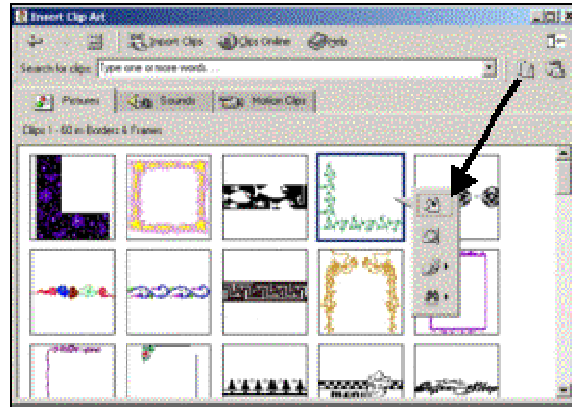 Insert Clip Art
Import Clips Clips Online Help
Search for clips: Type one or more words. . .
Pictures Sounds Motion Clips
Clips 1 - 60 in Borders & Frames